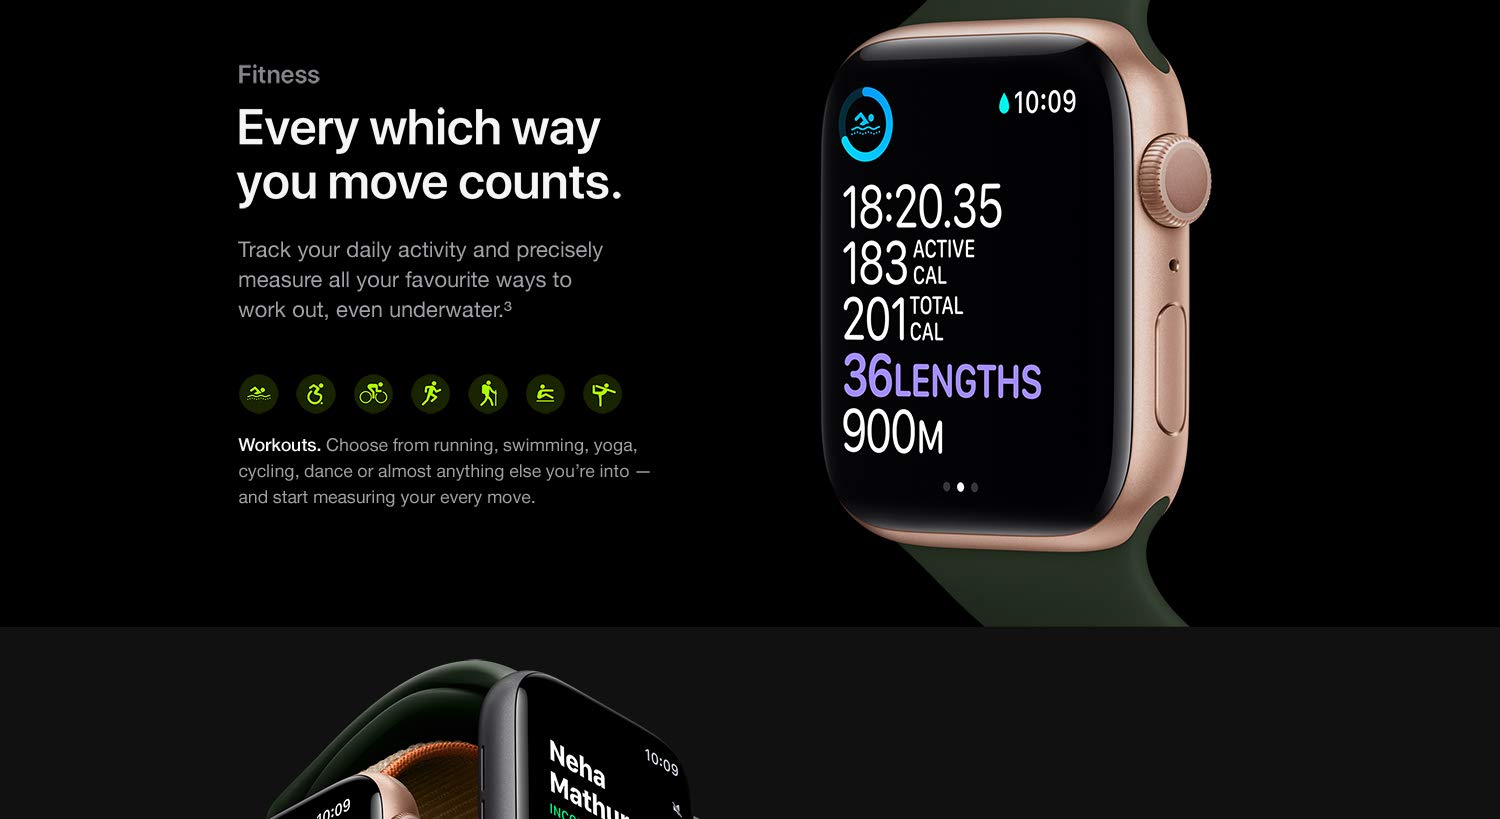 Fitness
Every which way
you move counts.
Track your daily activity and precisely
measure all your favourite ways to
work out, even underwater.³
Workouts. Choose from running, swimming, yoga,
cycling, dance or almost anything else you’re into —
and start measuring your every move.
10:09
18:20.35
183 ACTIVE CAL
201 TOTAL CAL
36LENGTHS
900M
Neha
10:09
10:09